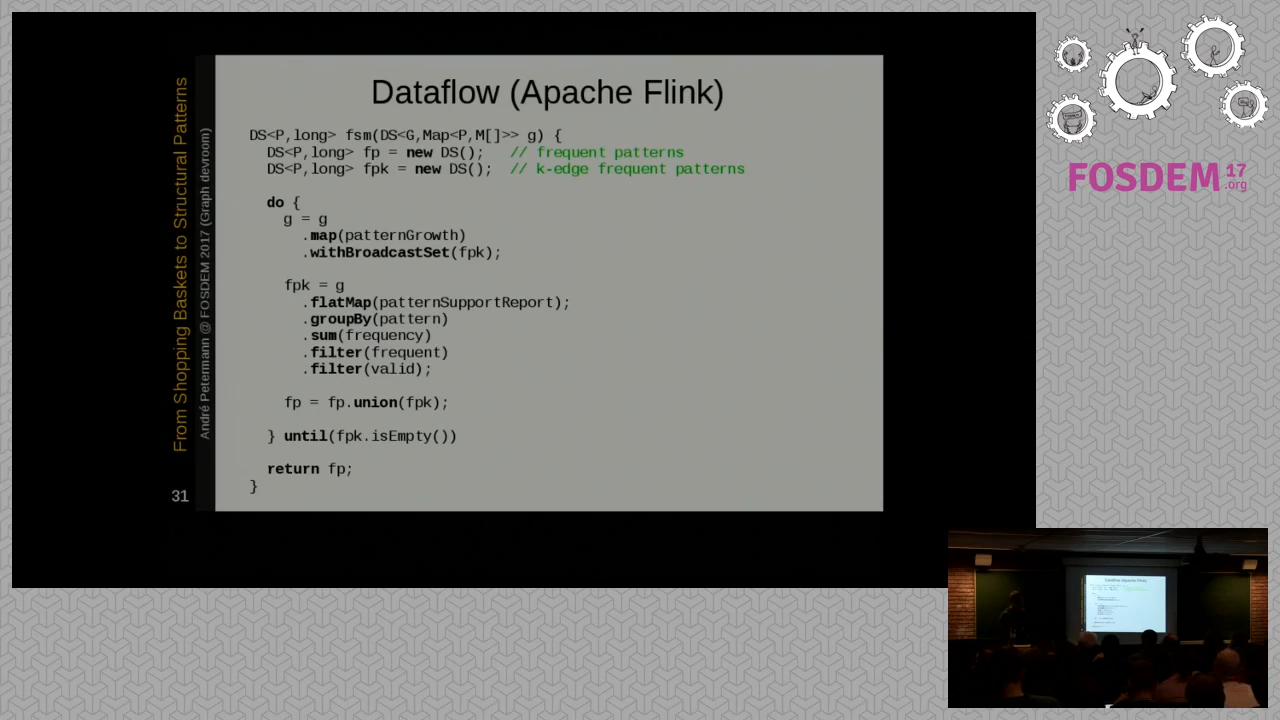 From Shopping Baskets to Structural Patterns
André Petermann @ FOSDEM 2017 (Graph devroom)
31
Dataflow (Apache Flink)
DS<P,long> fsm(DS<G,Map<P,M[]>> g) {
DS<P,long> fp = new DS();   // frequent patterns
DS<P,long> fpk = new DS();  // k-edge frequent patterns
do {
g = g
.map(patternGrowth)
.withBroadcastSet(fpk);
fpk = g
.flatMap(patternSupportReport);
.groupBy(pattern)
.sum(frequency)
.filter(frequent)
.filter(valid);
fp = fp.union(fpk);
} until(fpk.isEmpty())
return fp;
}
FOSDEM 17
.org
Dataflow (Apache Flink)